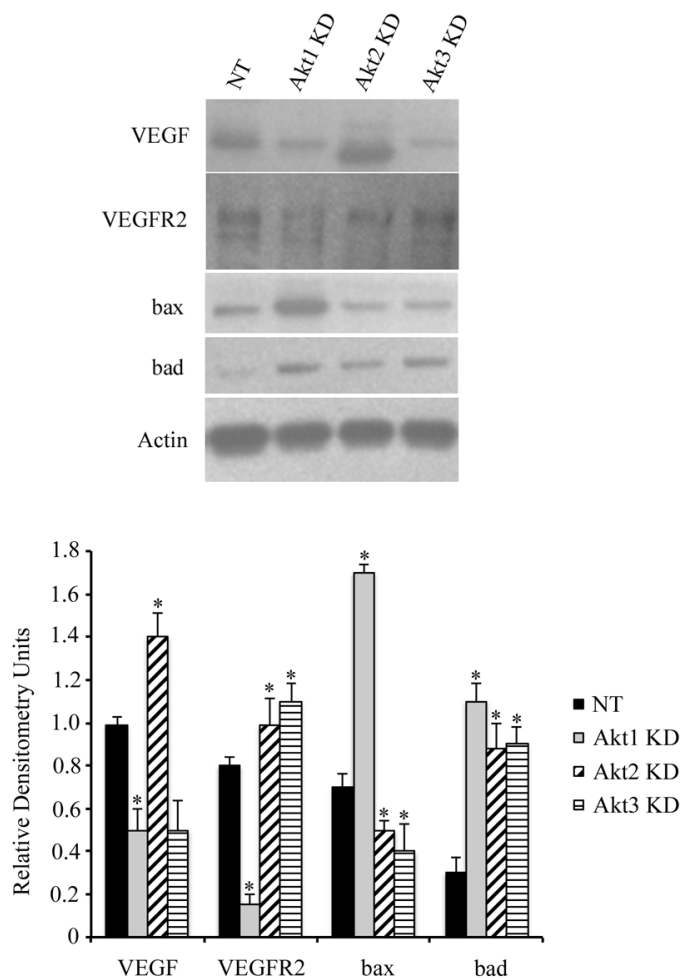 NT Akt1 KD Akt2 KD Akt3 KD
VEGF
VEGFR2
bax
bad
Actin
Relative Densitometry Units
1.8
1.6
1.4
1.2
1.0
0.8
0.6
0.4
0.2
0
* * * * * * * * * * *
VEGF VEGFR2 bax bad
NT
Akt1 KD
Akt2 KD
Akt3 KD